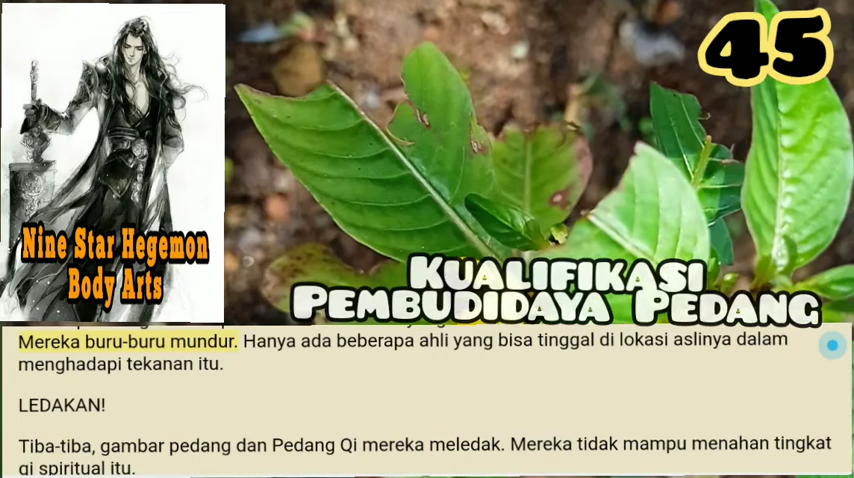 45
Nine Star Hegemon
Body Arts
Kualifikasi
Pembudidaya Pedang
Mereka buru-buru mundur. Hanya ada beberapa ahli yang bisa tinggal di lokasi aslinya dalam
menghadapi tekanan itu.
LEDAKAN!
Tiba-tiba, gambar pedang dan Pedang Qi mereka meledak. Mereka tidak mampu menahan tingkat
qi spiritual itu.